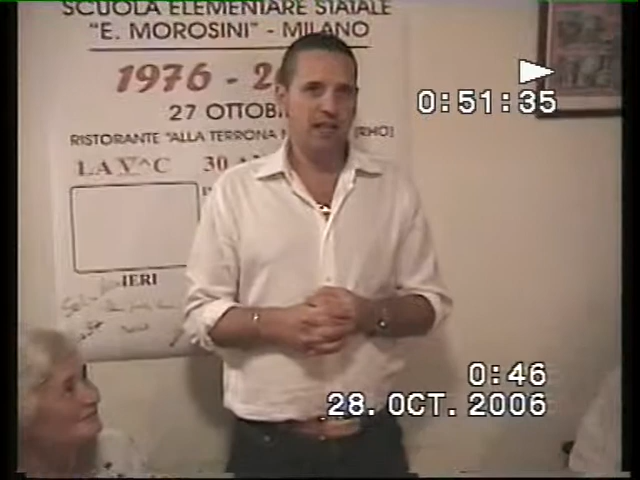 SCUOLA ELEMENTARE STATALE
"E. MOROSINI" - MILANO
1976 -
27
RISTORANTE "ALLA TERRONA [RHO]
LA V^C 30
IERI
0:51:35
0:46
28. OCT. 2006